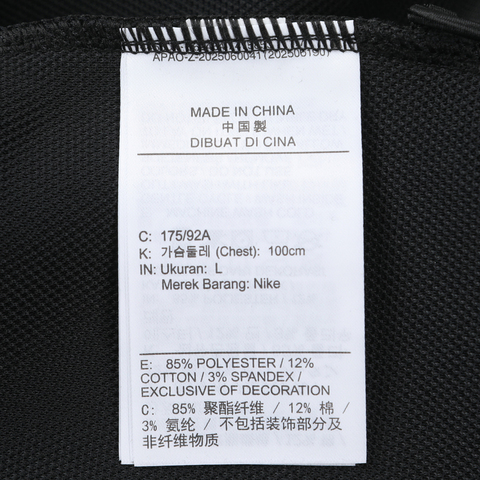 MADE IN CHINA
中国製
DIBUAT DI CINA
C: 175/92A
K: 가슴둘레 (Chest): 100cm
IN: Ukuran: L
Merek Barang: Nike
E: 85% POLYESTER / 12%
COTTON / 3% SPANDEX /
EXCLUSIVE OF DECORATION
C: 85% 聚酯纤维 / 12% 棉 /
3% 氨纶 / 不包括装饰部分及
非纤维物质